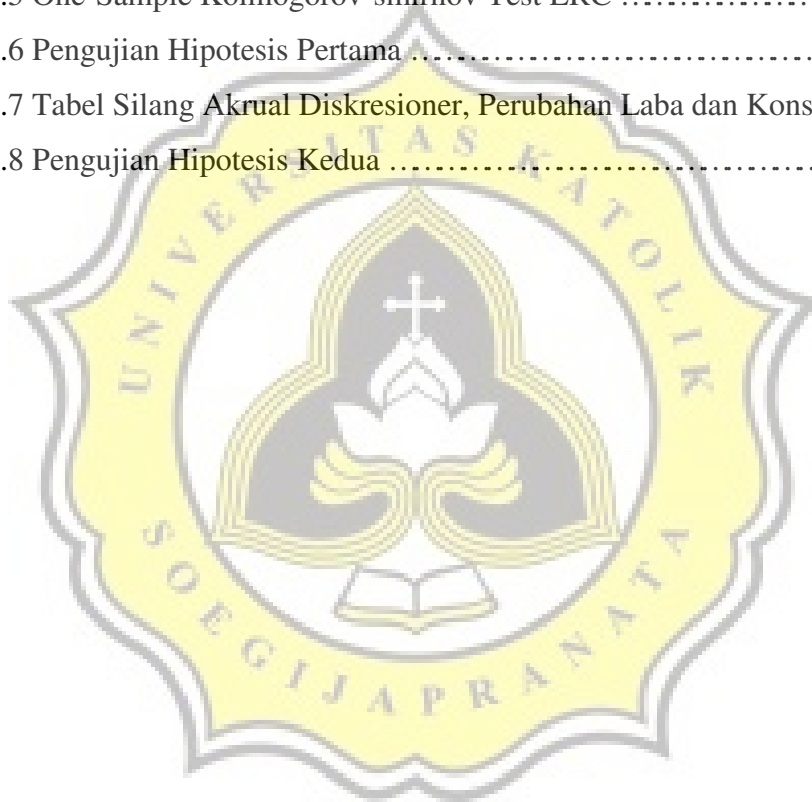 .5 One-Sample Kolmogorov-smirnov Test ERC ……………………
.6 Pengujian Hipotesis Pertama ……………………………………………
.7 Tabel Silang Akrual Diskresioner, Perubahan Laba dan Kons
.8 Pengujian Hipotesis Kedua ………………………………………………
UNIVERSITAS KATOLIK
SOEGIJAPRANATA